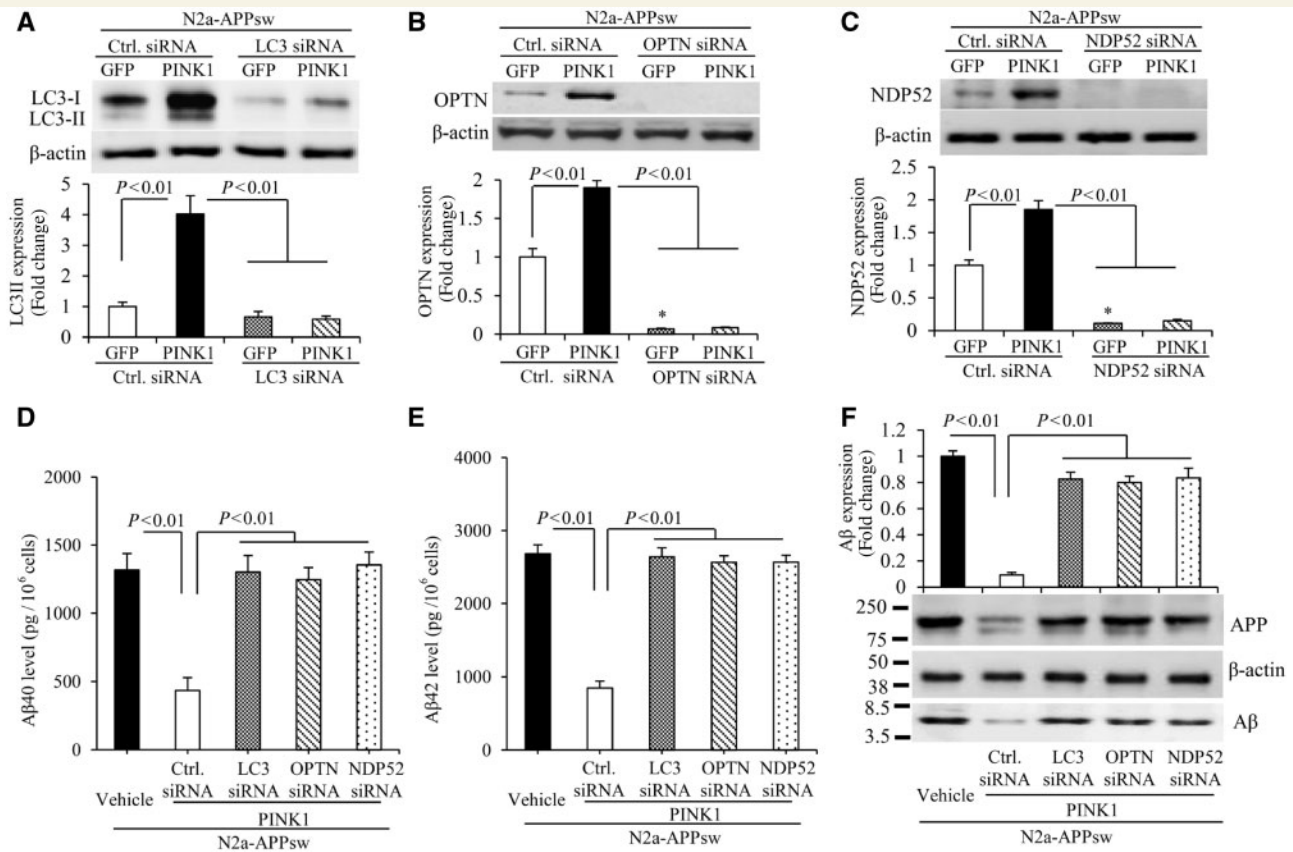 A
N2a-APPsw
Ctrl. siRNA LC3 siRNA
GFP PINK1 GFP PINK1
LC3-I
LC3-II
β-actin
LC3II expression
(Fold change)
5
4
3
2
1
0
P<0.01 P<0.01
GFP PINK1 GFP PINK1
Ctrl. siRNA LC3 siRNA
B
N2a-APPsw
Ctrl. siRNA OPTN siRNA
GFP PINK1 GFP PINK1
OPTN
β-actin
OPTN expression
(Fold change)
2
1.5
1
0.5
0
P<0.01 P<0.01
*
GFP PINK1 GFP PINK1
Ctrl. siRNA OPTN siRNA
C
N2a-APPsw
Ctrl. siRNA NDP52 siRNA
GFP PINK1 GFP PINK1
NDP52
β-actin
NDP52 expression
(Fold change)
2
1.5
1
0.5
0
P<0.01 P<0.01
*
GFP PINK1 GFP PINK1
Ctrl. siRNA NDP52 siRNA
D
Aβ40 level (pg / 10⁶ cells)
2000
1500
1000
500
0
P<0.01 P<0.01
Ctrl. LC3 OPTN NDP52
siRNA siRNA siRNA siRNA
Vehicle
PINK1
N2a-APPsw
E
Aβ42 level (pg /10⁶ cells)
4000
3000
2000
1000
0
P<0.01 P<0.01
Ctrl. LC3 OPTN NDP52
siRNA siRNA siRNA siRNA
Vehicle
PINK1
N2a-APPsw
F
Aβ expression
(Fold change)
1.2
1
0.8
0.6
0.4
0.2
0
P<0.01 P<0.01
250
75
APP
50
38
β-actin
8.5
3.5
Aβ
Ctrl. LC3 OPTN NDP52
siRNA siRNA siRNA siRNA
Vehicle
PINK1
N2a-APPsw